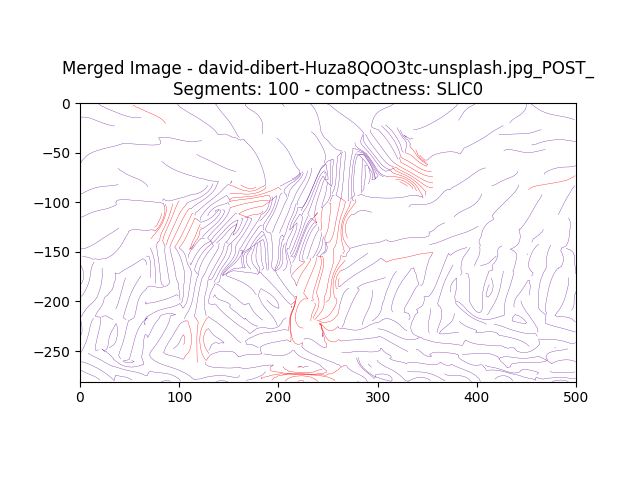 Merged Image - david-dibert-Huza8QOO3tc-unsplash.jpg_POST_
Segments: 100 - compactness: SLIC0
0
−50
−100
−150
−200
−250
0 100 200 300 400 500